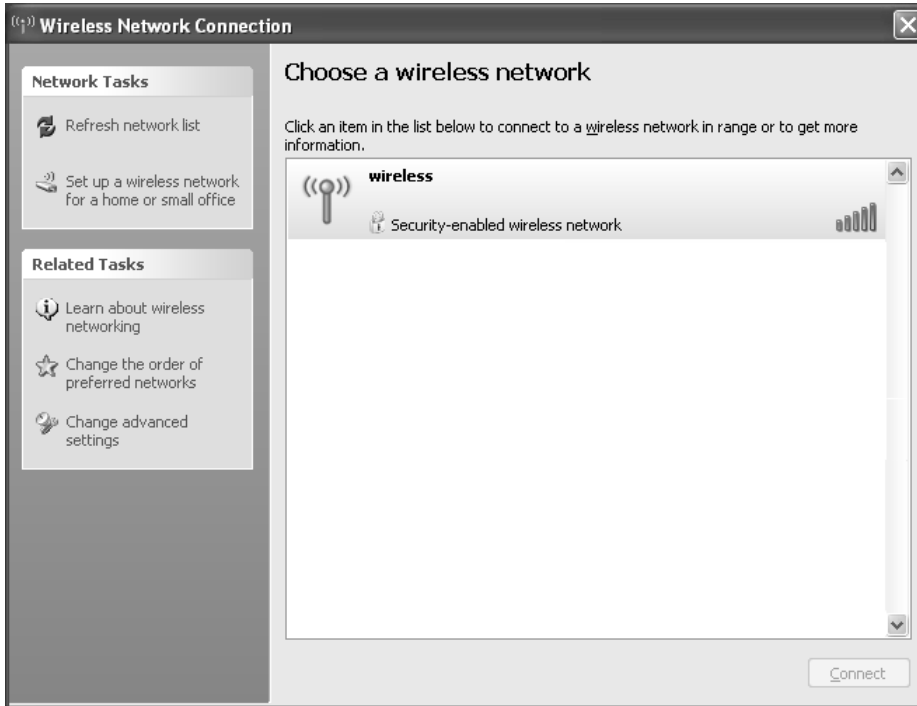 Wireless Network Connection
Network Tasks
Refresh network list
Set up a wireless network
for a home or small office
Related Tasks
Learn about wireless
networking
Change the order of
preferred networks
Change advanced
settings
Choose a wireless network
Click an item in the list below to connect to a wireless network in range or to get more
information.
wireless
Security-enabled wireless network
Connect